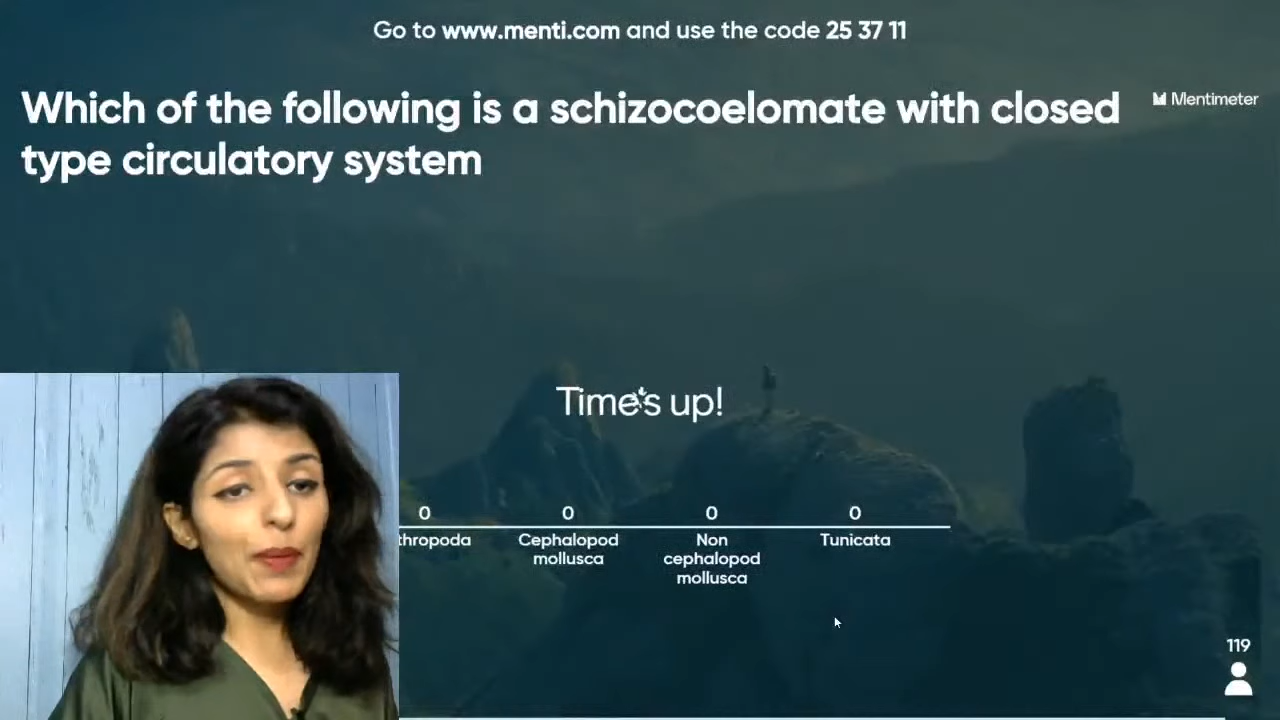 Go to www.menti.com and use the code 25 37 11
Which of the following is a schizocoelomate with closed
type circulatory system
Mentimeter
Time's up!
0
0
0
0
thropoda
Cephalopod
mollusca
Non
cephalopod
mollusca
Tunicata
119